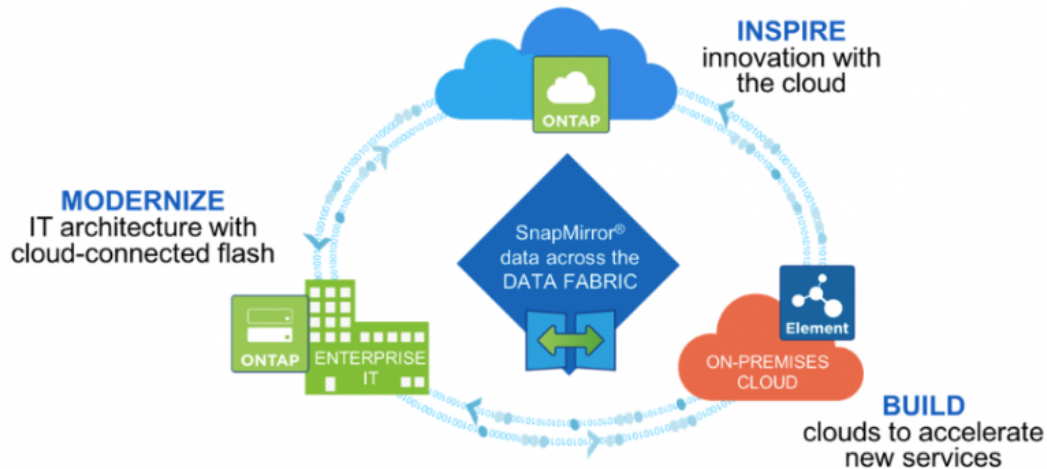 INSPIRE
innovation with
the cloud
ONTAP
MODERNIZE
IT architecture with
cloud-connected flash
SnapMirror®
data across the
DATA FABRIC
Element
ONTAP
ENTERPRISE
IT
ON-PREMISES
CLOUD
BUILD
clouds to accelerate
new services